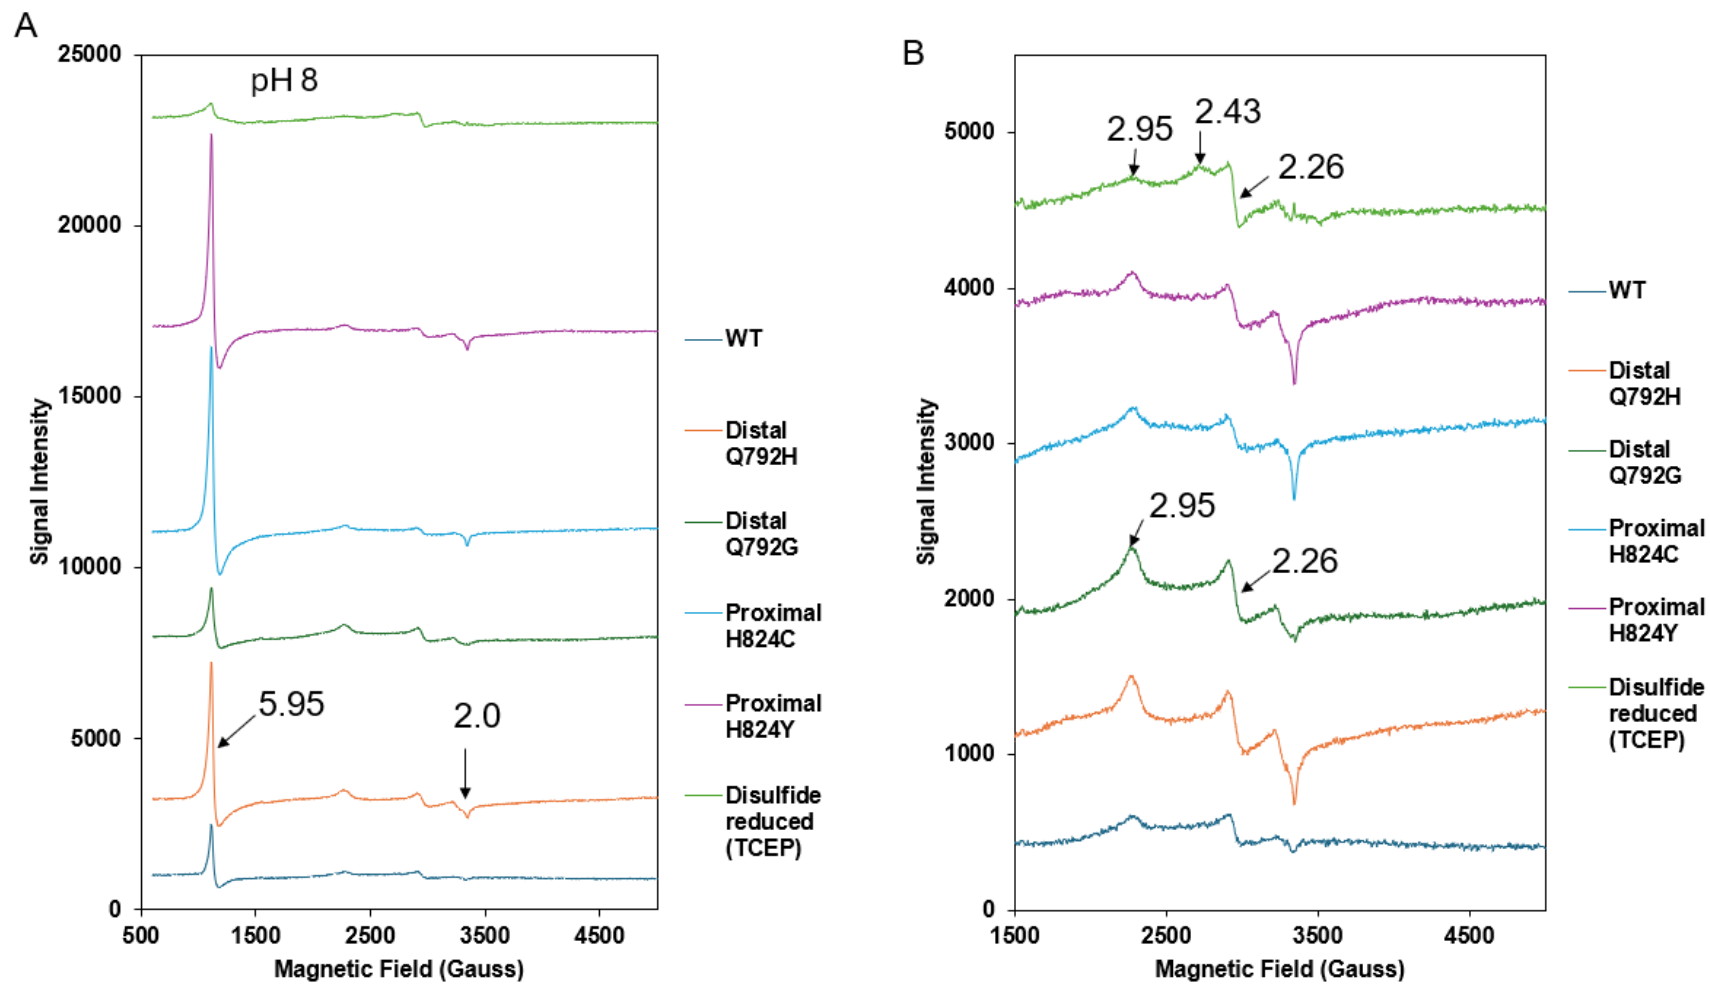 A
25000
20000
15000
10000
5000
0
Signal Intensity
pH 8
5.95
2.0
500
1500
2500
3500
4500
Magnetic Field (Gauss)
WT
Distal
Q792H
Distal
Q792G
Proximal
H824C
Proximal
H824Y
Disulfide
reduced
(TCEP)
B
5000
4000
3000
2000
1000
0
Signal Intensity
2.95
2.43
2.26
2.95
2.26
1500
2500
3500
4500
Magnetic Field (Gauss)
WT
Distal
Q792H
Distal
Q792G
Proximal
H824C
Proximal
H824Y
Disulfide
reduced
(TCEP)